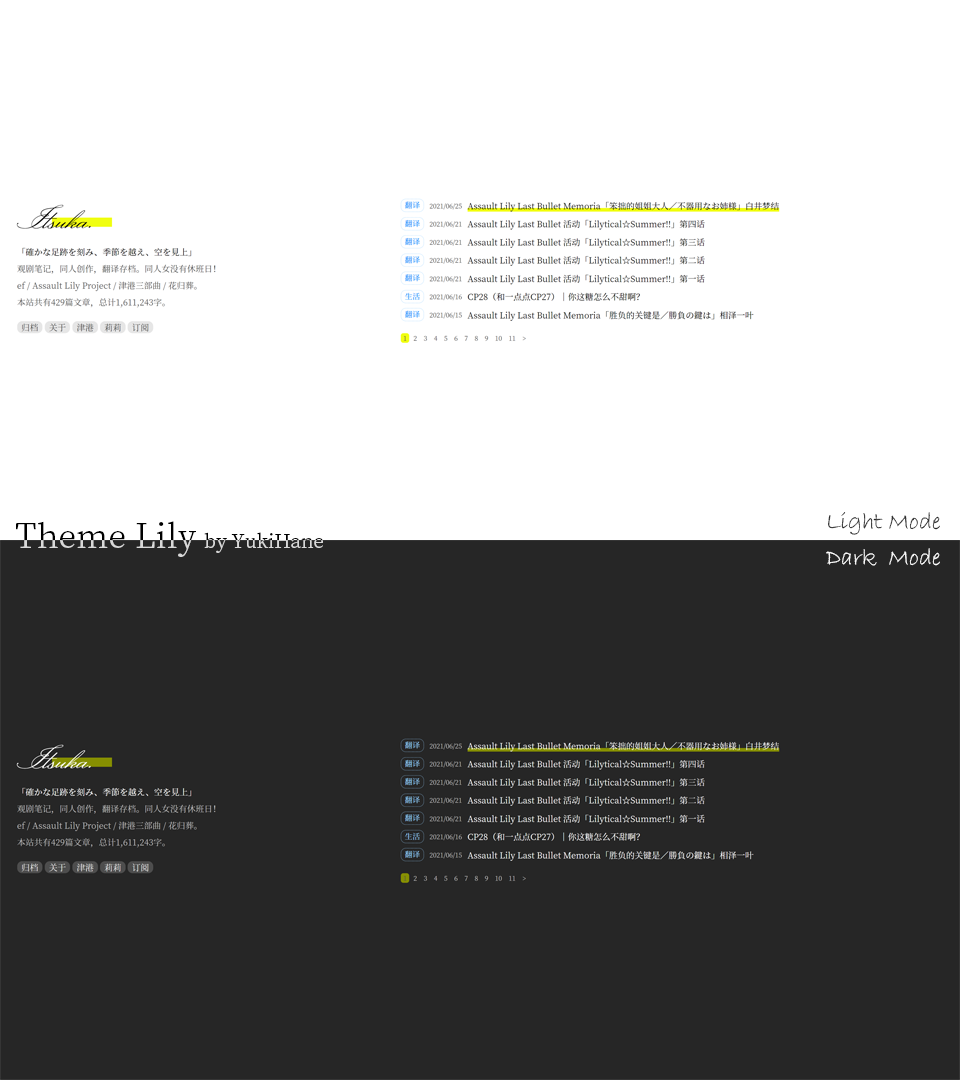 Itsuka.
「確かな足跡を刻み、季節を越え、空を見上」
观剧笔记，同人创作，翻译存档。同人女没有休班日！
ef / Assault Lily Project / 津港三部曲 / 花归葬。
本站共有429篇文章，总计1,611,243字。
归档 关于 津港 莉莉 订阅
翻译 2021/06/25 Assault Lily Last Bullet Memoria「笨拙的姐姐大人／不器用なお姉様」白井梦结
翻译 2021/06/21 Assault Lily Last Bullet 活动「Lilytical☆Summer!!」第四话
翻译 2021/06/21 Assault Lily Last Bullet 活动「Lilytical☆Summer!!」第三话
翻译 2021/06/21 Assault Lily Last Bullet 活动「Lilytical☆Summer!!」第二话
翻译 2021/06/21 Assault Lily Last Bullet 活动「Lilytical☆Summer!!」第一话
生活 2021/06/16 CP28（和一点点CP27）｜你这糖怎么不甜啊？
翻译 2021/06/15 Assault Lily Last Bullet Memoria「胜负的关键是／勝負の鍵は」相泽一叶
1 2 3 4 5 6 7 8 9 10 11 >
Theme Lily by YukiHane
Light Mode
Dark Mode
Itsuka.
「確かな足跡を刻み、季節を越え、空を見上」
观剧笔记，同人创作，翻译存档。同人女没有休班日！
ef / Assault Lily Project / 津港三部曲 / 花归葬。
本站共有429篇文章，总计1,611,243字。
归档 关于 津港 莉莉 订阅
翻译 2021/06/25 Assault Lily Last Bullet Memoria「笨拙的姐姐大人／不器用なお姉様」白井梦结
翻译 2021/06/21 Assault Lily Last Bullet 活动「Lilytical☆Summer!!」第四话
翻译 2021/06/21 Assault Lily Last Bullet 活动「Lilytical☆Summer!!」第三话
翻译 2021/06/21 Assault Lily Last Bullet 活动「Lilytical☆Summer!!」第二话
翻译 2021/06/21 Assault Lily Last Bullet 活动「Lilytical☆Summer!!」第一话
生活 2021/06/16 CP28（和一点点CP27）｜你这糖怎么不甜啊？
翻译 2021/06/15 Assault Lily Last Bullet Memoria「胜负的关键是／勝負の鍵は」相泽一叶
1 2 3 4 5 6 7 8 9 10 11 >